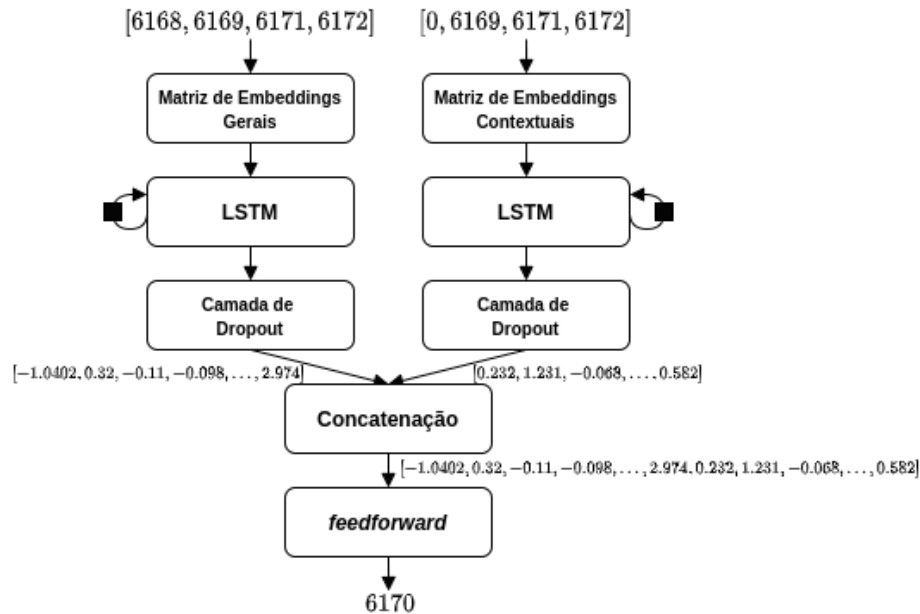 [6168, 6169, 6171, 6172]
[0, 6169, 6171, 6172]
Matriz de Embeddings
Gerais
Matriz de Embeddings
Contextuais
LSTM
LSTM
Camada de
Dropout
Camada de
Dropout
[−1.0402, 0.32, −0.11, −0.098, . . . , 2.974]
[0.232, 1.231, −0.068, . . . , 0.582]
Concatenação
[−1.0402, 0.32, −0.11, −0.098, . . . , 2.974, 0.232, 1.231, −0.068, . . . , 0.582]
feedforward
6170